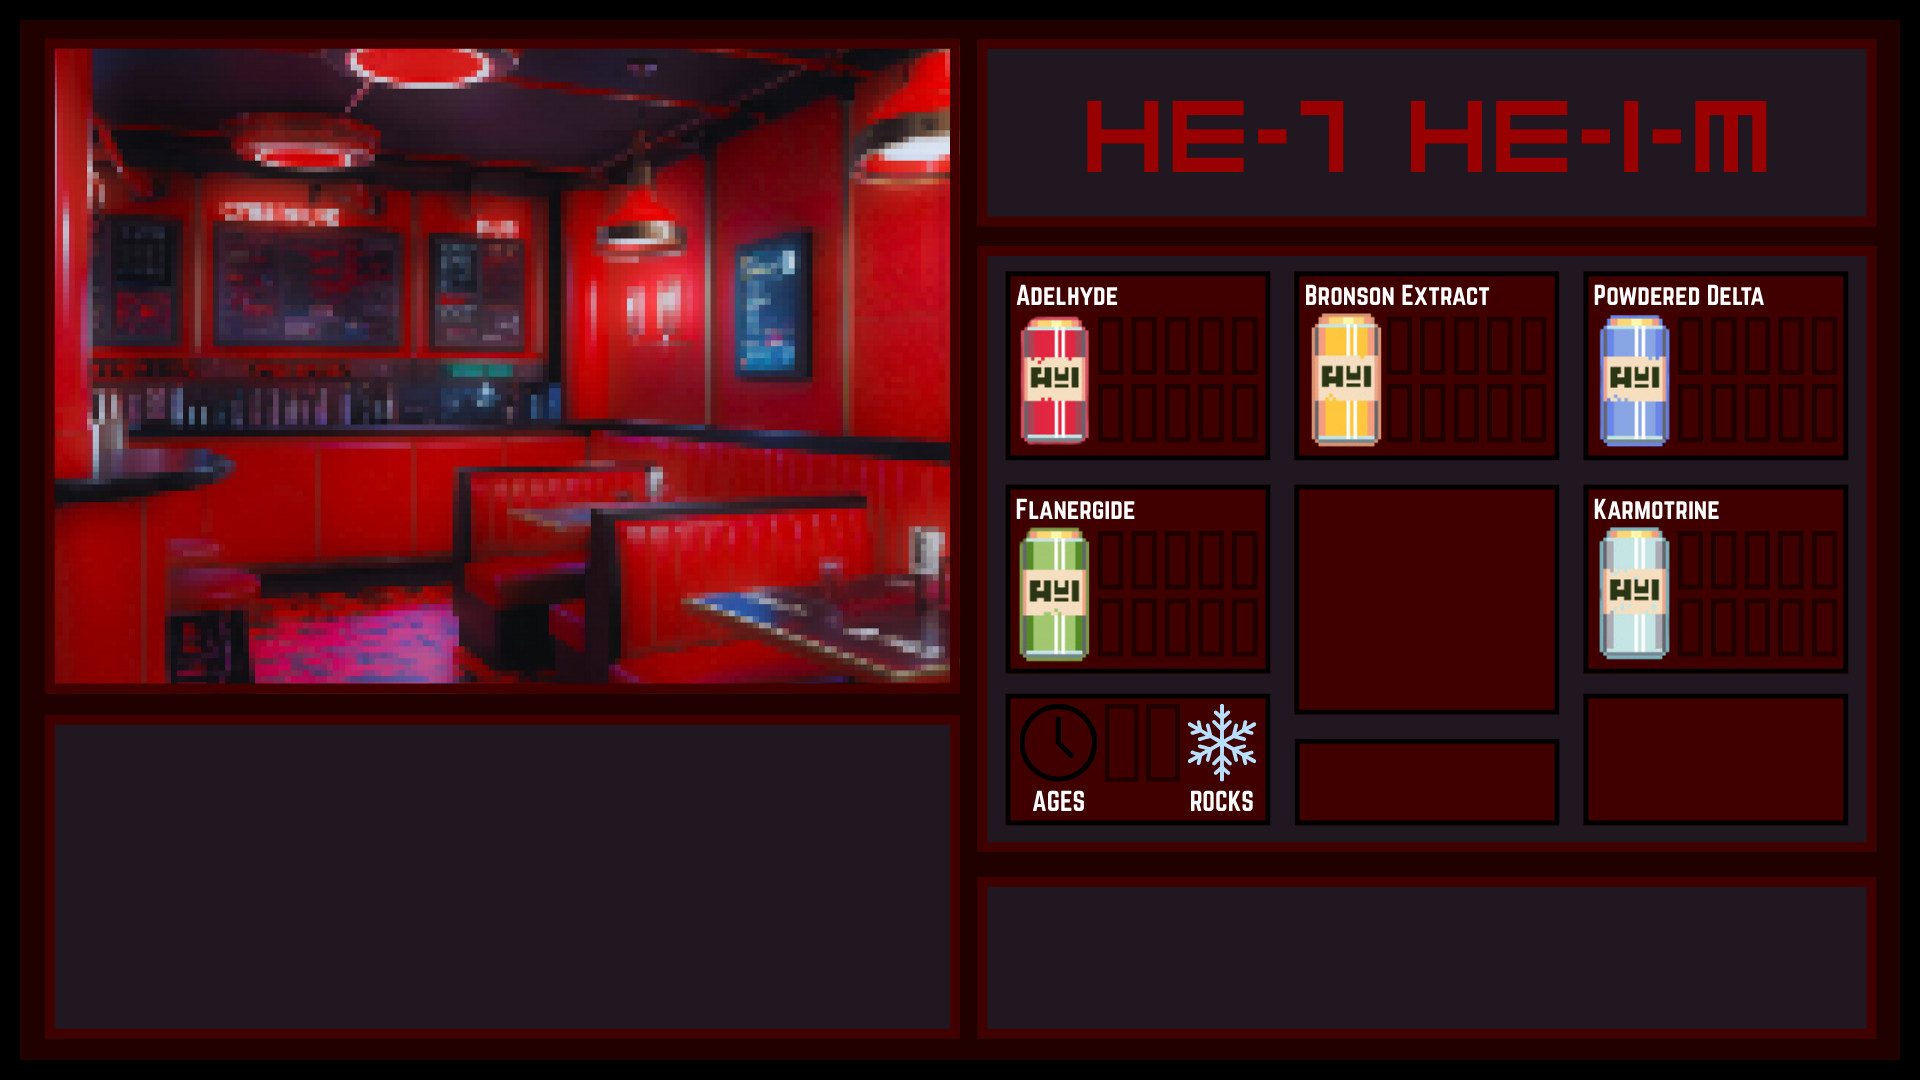 HE-7 HE-I-M
ADELHYDE
BRONSON EXTRACT
POWDERED DELTA
FLANERGIDE
KARMOTRINE
AGES
ROCKS